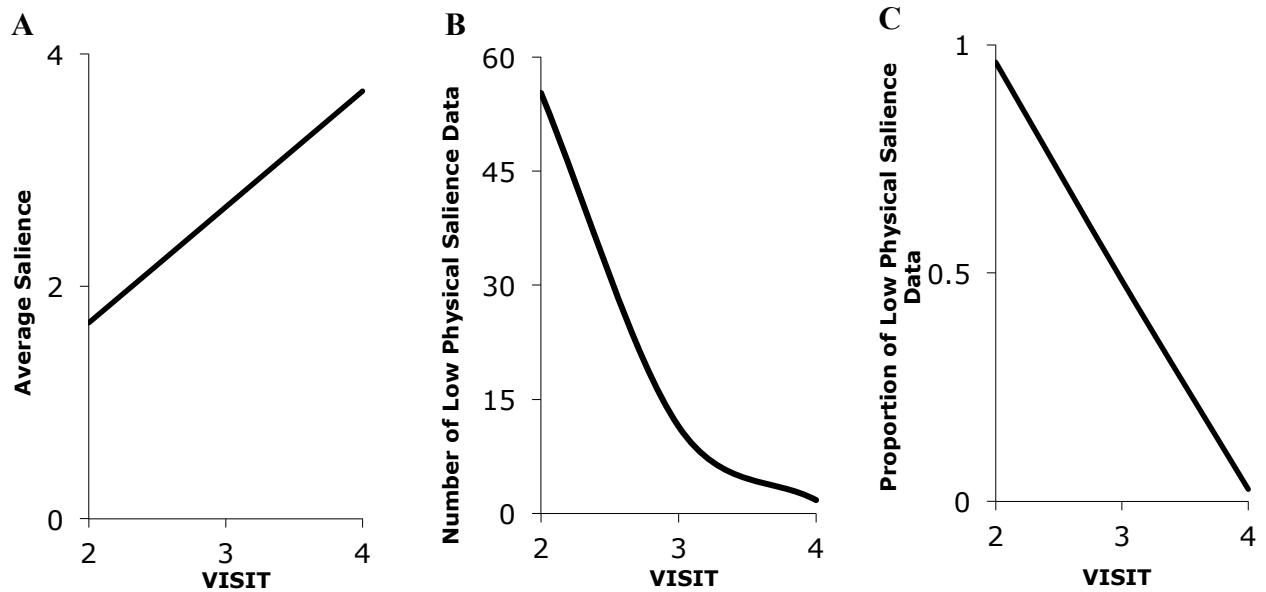 A
Average Salience
4
2
0
2 3 4
VISIT
B
Number of Low Physical Salience Data
60
45
30
15
0
2 3 4
VISIT
C
Proportion of Low Physical Salience
Data
1
0.5
0
2 3 4
VISIT